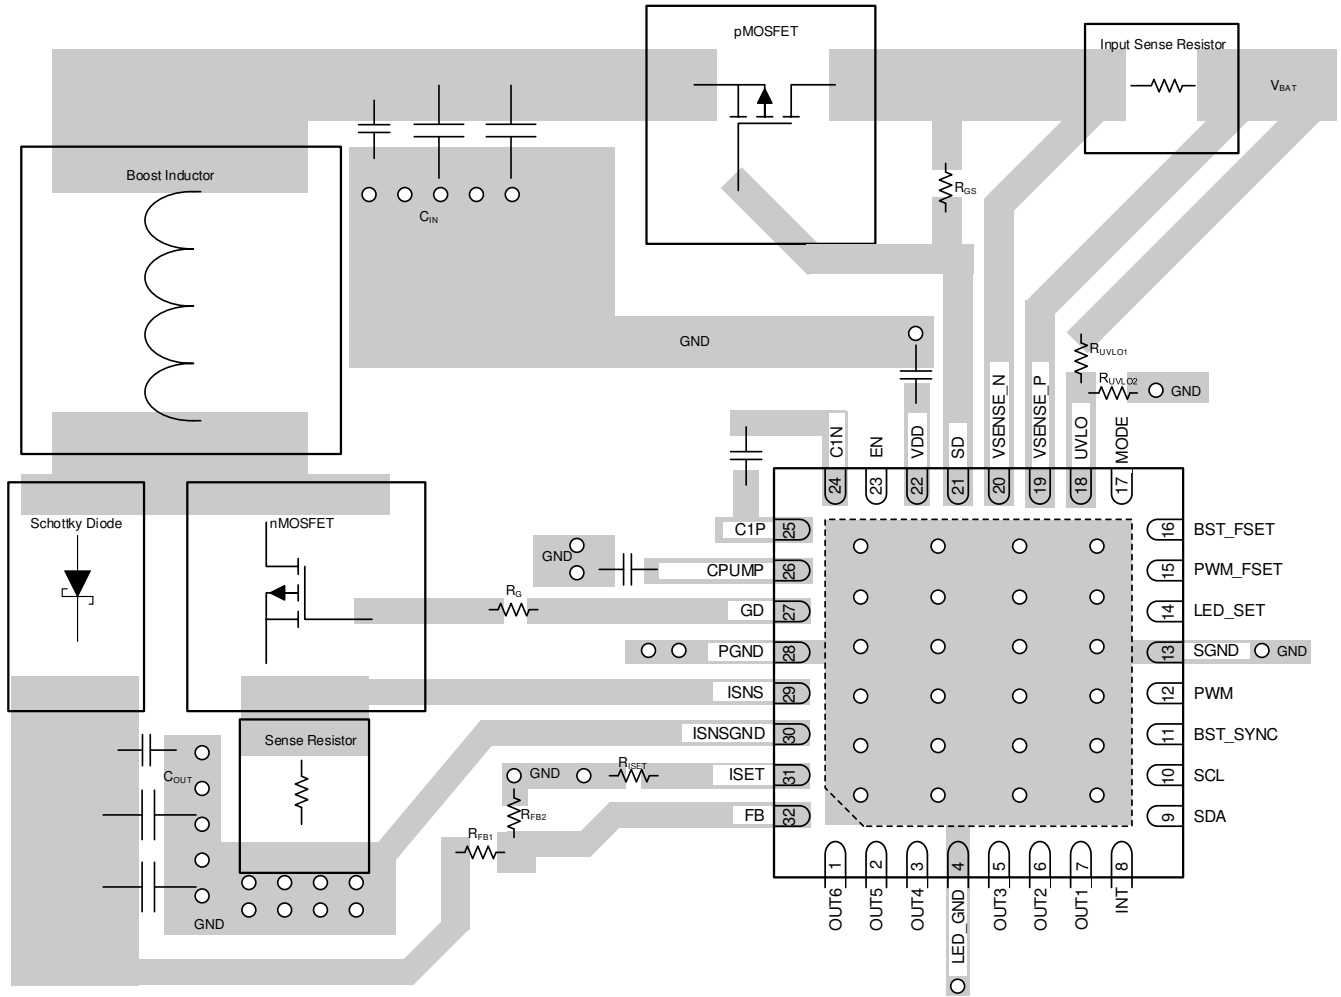 pMOSFET
Input Sense Resistor
VBAT
Boost Inductor
RGS
CIN
GND
RUVLO1
RUVLO2
GND
C1N
EN
VDD
SD
VSENSE_N
VSENSE_P
UVLO
MODE
24
23
22
21
20
19
18
17
Schottky Diode
nMOSFET
GND
RG
C1P
25
CPUMP
26
GD
27
PGND
28
ISNS
29
ISNSGND
30
ISET
31
FB
32
16
BST_FSET
15
PWM_FSET
14
LED_SET
13
SGND
GND
12
PWM
11
BST_SYNC
10
SCL
9
SDA
Sense Resistor
COUT
GND
RISET
RFB2
RFB1
GND
1
2
3
4
5
6
7
8
OUT6
OUT5
OUT4
LED_GND
OUT3
OUT2
OUT1
INT